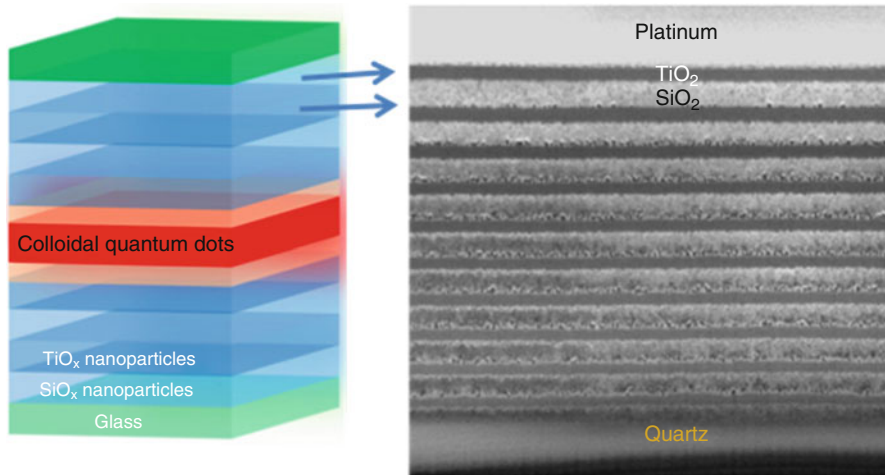 Colloidal quantum dots
TiOₓ nanoparticles
SiOₓ nanoparticles
Glass
Platinum
TiO₂
SiO₂
Quartz